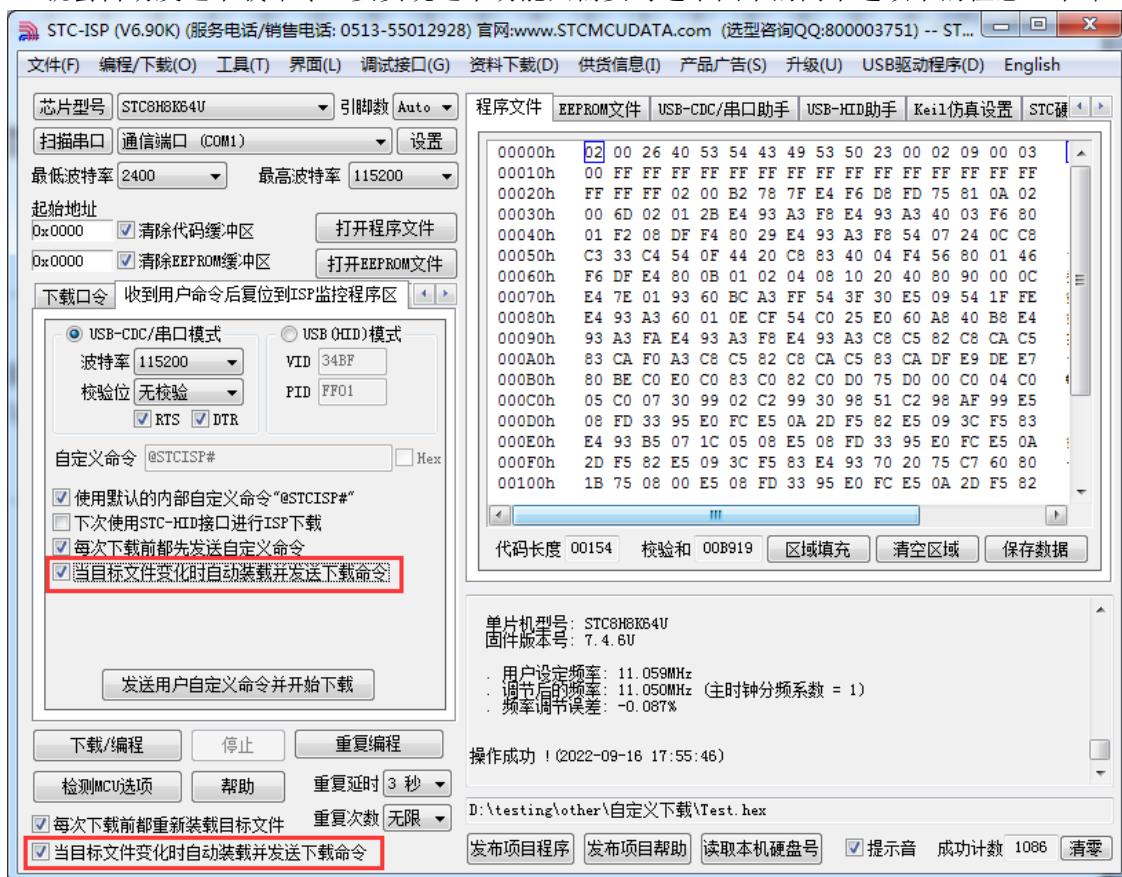 STC-ISP (V6.90K) (服务电话/销售电话: 0513-55012928) 官网:www.STCMCUDATA.com (选型咨询QQ:800003751) -- ST...
文件(F) 编程/下载(O) 工具(T) 界面(L) 调试接口(G) 资料下载(D) 供货信息(I) 产品广告(S) 升级(U) USB驱动程序(D) English
芯片型号 STC8H8K64U 引脚数 Auto
扫描串口 通信端口 (COM1) 设置
最低波特率 2400 最高波特率 115200
起始地址
0x0000 清除代码缓冲区 打开程序文件
0x0000 清除EEPROM缓冲区 打开EEPROM文件
下载口令 收到用户命令后复位到ISP监控程序区
USB-CDC/串口模式 USB(HID)模式
波特率 115200 VID 34BF
校验位 无校验 PID FF01
RTS DTR
自定义命令 @STCISP# Hex
使用默认的内部自定义命令"@STCISP#"
下次使用STC-HID接口进行ISP下载
每次下载前都先发送自定义命令
当目标文件变化时自动装载并发送下载命令
发送用户自定义命令并开始下载
下载/编程 停止 重复编程
检测MCU选项 帮助 重复延时 3 秒
每次下载前都重新装载目标文件 重复次数 无限
当目标文件变化时自动装载并发送下载命令
程序文件 EEPROM文件 USB-CDC/串口助手 USB-HID助手 Keil仿真设置 STC硬
00000h 02 00 26 40 53 54 43 49 53 50 23 00 02 09 00 03
00010h 00 FF FF FF FF FF FF FF FF FF FF FF FF FF FF FF
00020h FF FF FF 02 00 B2 78 7F E4 F6 D8 FD 75 81 0A 02
00030h 00 6D 02 01 2B E4 93 A3 F8 E4 93 A3 40 03 F6 80
00040h 01 F2 08 DF F4 80 29 E4 93 A3 F8 54 07 24 0C C8
00050h C3 33 C4 54 0F 44 20 C8 83 40 04 F4 56 80 01 46
00060h F6 DF E4 80 0B 01 02 04 08 10 20 40 80 90 00 0C
00070h E4 7E 01 93 60 BC A3 FF 54 3F 30 E5 09 54 1F FE
00080h E4 93 A3 60 01 0E CF 54 C0 25 E0 60 A8 40 B8 E4
00090h 93 A3 FA E4 93 A3 F8 E4 93 A3 C8 C5 82 C8 CA C5
000A0h 83 CA F0 A3 C8 C5 82 C8 CA C5 83 CA DF E9 DE E7
000B0h 80 BE C0 E0 C0 83 C0 82 C0 D0 75 D0 00 C0 04 C0
000C0h 05 C0 07 30 99 02 C2 99 30 98 51 C2 98 AF 99 E5
000D0h 08 FD 33 95 E0 FC E5 0A 2D F5 82 E5 09 3C F5 83
000E0h E4 93 B5 07 1C 05 08 E5 08 FD 33 95 E0 FC E5 0A
000F0h 2D F5 82 E5 09 3C F5 83 E4 93 70 20 75 C7 60 80
00100h 1B 75 08 00 E5 08 FD 33 95 E0 FC E5 0A 2D F5 82
代码长度 00154 校验和 00B919 区域填充 清空区域 保存数据
单片机型号: STC8H8K64U
固件版本号: 7.4.6U
. 用户设定频率: 11.059MHz
. 调节后的频率: 11.050MHz (主时钟分频系数 = 1)
. 频率调节误差: -0.087%
操作成功 !(2022-09-16 17:55:46)
D:\testing\other\自定义下载\Test.hex
发布项目程序 发布项目帮助 读取本机硬盘号 提示音 成功计数 1086 清零